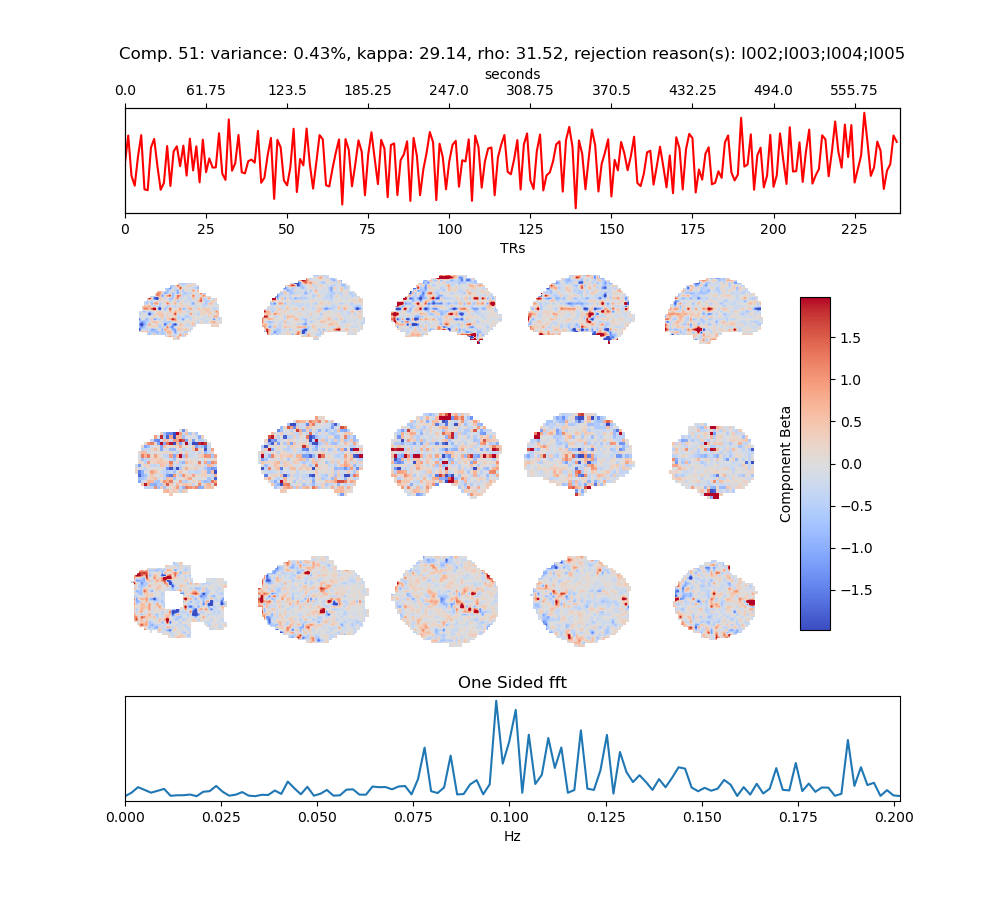 Comp. 51: variance: 0.43%, kappa: 29.14, rho: 31.52, rejection reason(s): I002;I003;I004;I005
seconds
0.0 61.75 123.5 185.25 247.0 308.75 370.5 432.25 494.0 555.75
0 25 50 75 100 125 150 175 200 225
TRs
1.5
1.0
0.5
0.0
−0.5
−1.0
−1.5
Component Beta
One Sided fft
0.000 0.025 0.050 0.075 0.100 0.125 0.150 0.175 0.200
Hz